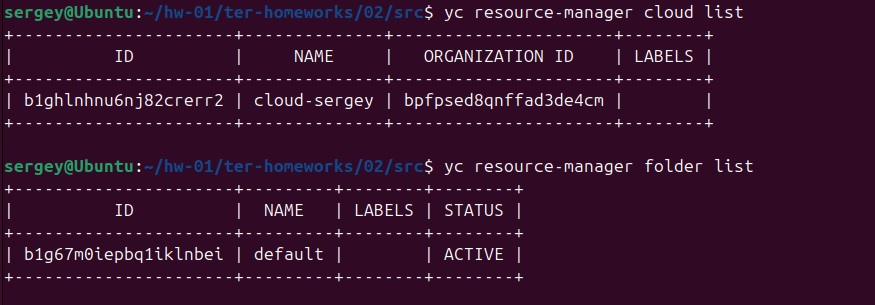 sergey@Ubuntu:~/hw-01/ter-homeworks/02/src$ yc resource-manager cloud list
+----------------------+--------------+----------------------+--------+
|          ID          |     NAME     |   ORGANIZATION ID    | LABELS |
+----------------------+--------------+----------------------+--------+
| b1ghlnhnu6nj82crerr2 | cloud-sergey | bpfpsed8qnffad3de4cm |        |
+----------------------+--------------+----------------------+--------+
sergey@Ubuntu:~/hw-01/ter-homeworks/02/src$ yc resource-manager folder list
+----------------------+---------+--------+--------+
|          ID          |  NAME   | LABELS | STATUS |
+----------------------+---------+--------+--------+
| b1g67m0iepbq1iklnbei | default |        | ACTIVE |
+----------------------+---------+--------+--------+